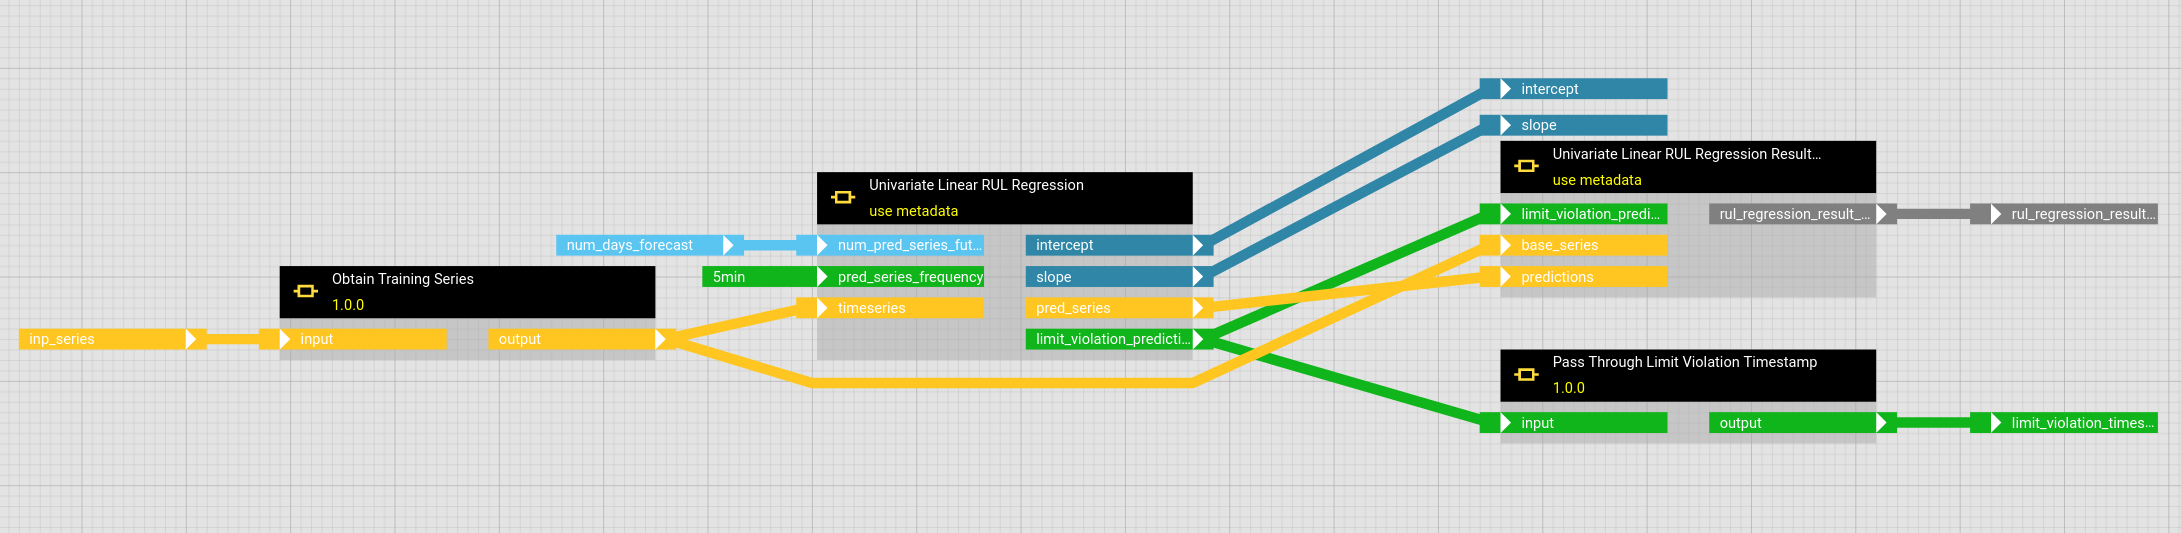 inp_series
Obtain Training Series
1.0.0
input
output
num_days_forecast
5min
Univariate Linear RUL Regression
use metadata
num_pred_series_fut...
intercept
pred_series_frequency
slope
timeseries
pred_series
limit_violation_predicti...
intercept
slope
Univariate Linear RUL Regression Result...
use metadata
limit_violation_predi...
rul_regression_result_...
rul_regression_result...
base_series
predictions
Pass Through Limit Violation Timestamp
1.0.0
input
output
limit_violation_times...